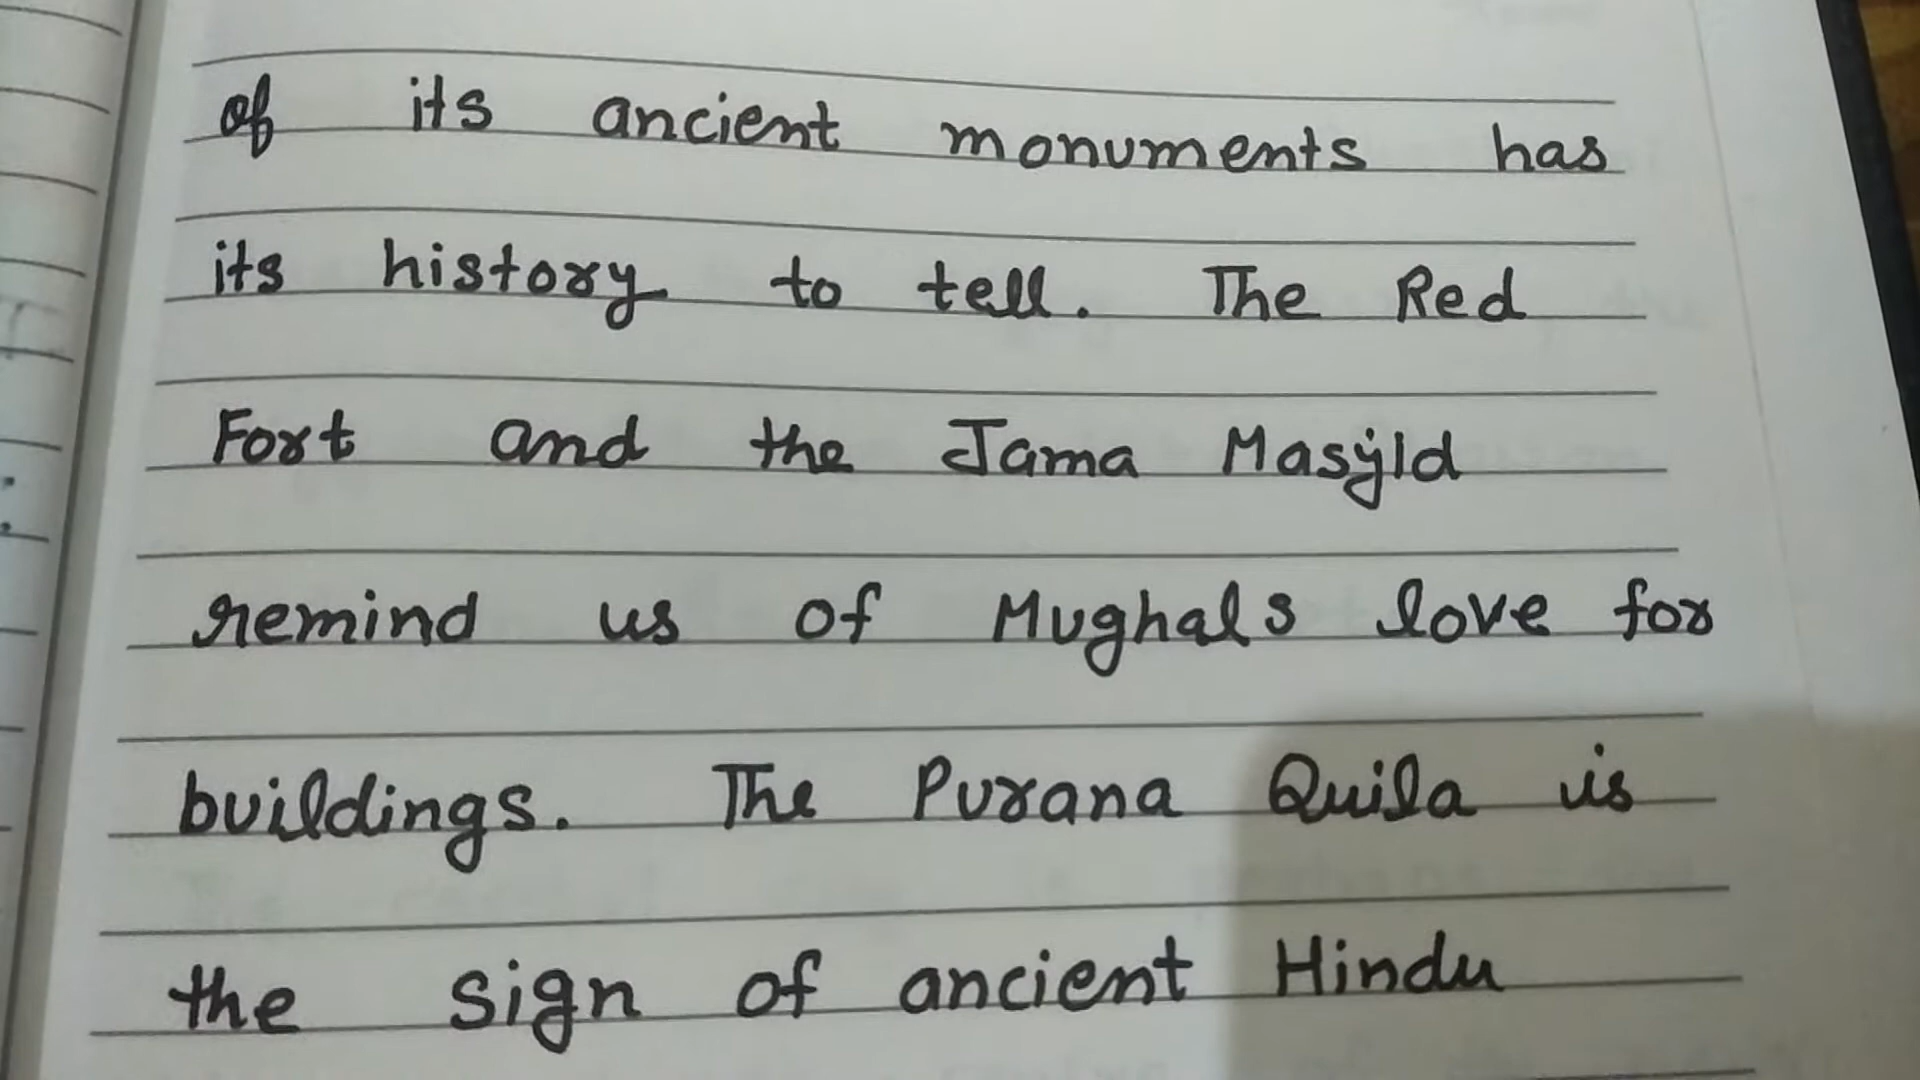 of its ancient monuments has
its history to tell. The Red
Fort and the Jama Masjid
remind us of Mughals love for
buildings. The Purana Quila is
the sign of ancient Hindu